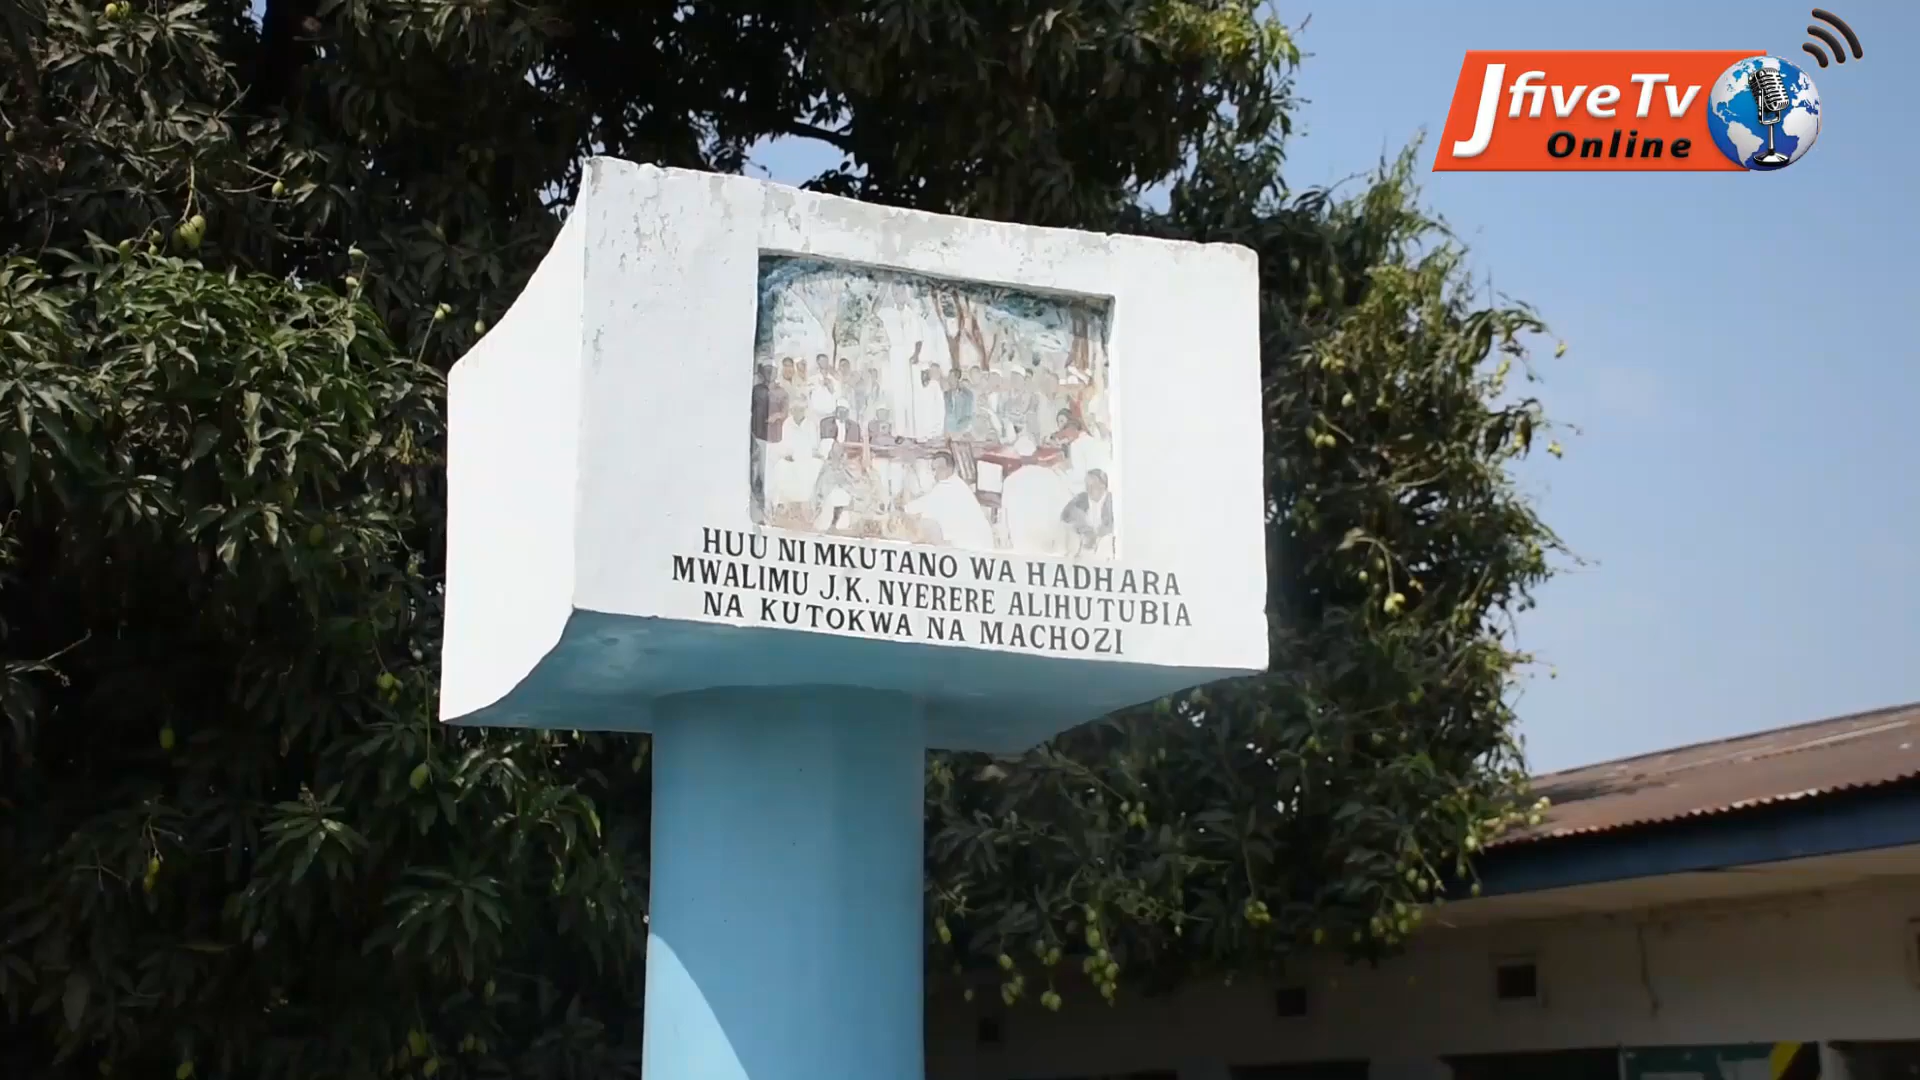 Jfive Tv
Online
HUU NI MKUTANO WA HADHARA
MWALIMU J.K. NYERERE ALIHUTUBIA
NA KUTOKWA NA MACHOZI